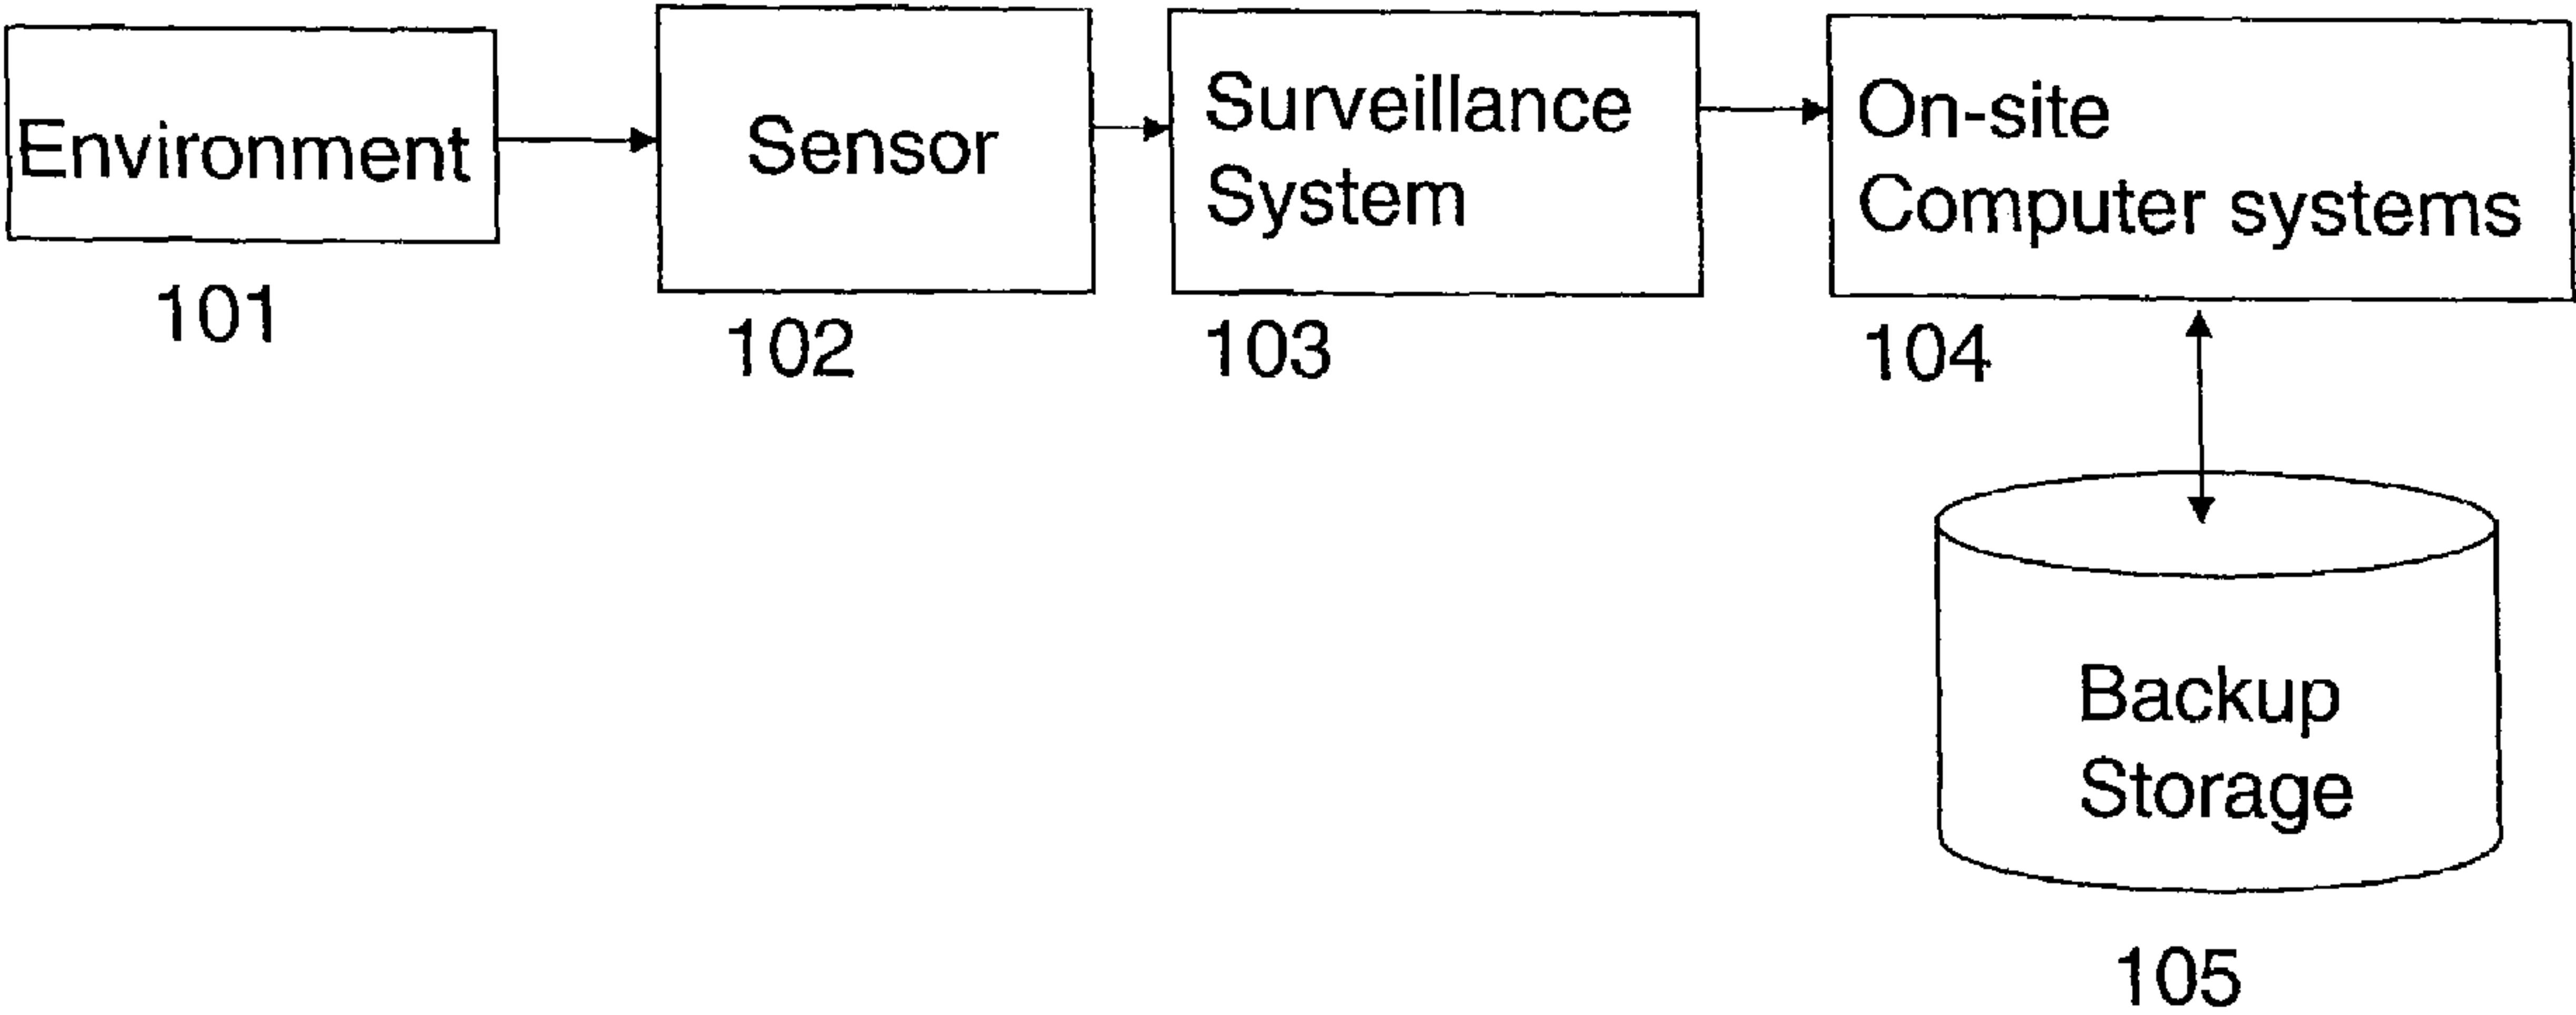 Environment
101
Sensor
102
Surveillance
System
103
On-site
Computer systems
104
Backup
Storage
105